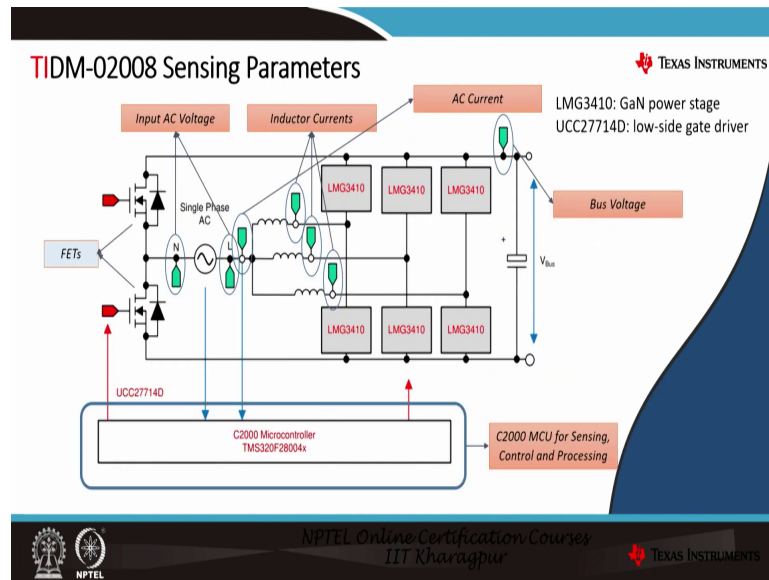 TIDM-02008 Sensing Parameters
TEXAS INSTRUMENTS
AC Current
LMG3410: GaN power stage
UCC27714D: low-side gate driver
Input AC Voltage
Inductor Currents
Bus Voltage
LMG3410
LMG3410
LMG3410
Single Phase
AC
FETs
N
L
+
VBus
LMG3410
LMG3410
LMG3410
UCC27714D
C2000 Microcontroller
TMS320F28004x
C2000 MCU for Sensing,
Control and Processing
NPTEL Online Certification Courses
IIT Kharagpur
NPTEL
TEXAS INSTRUMENTS